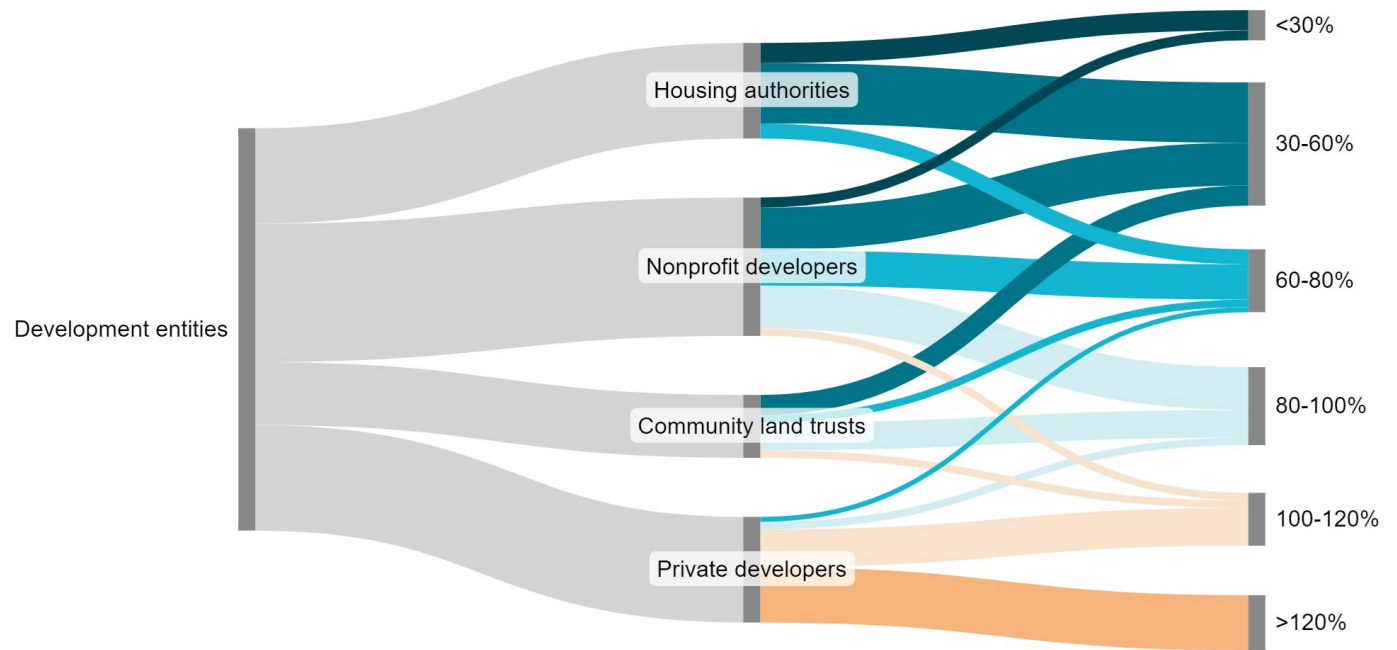 Development entities
Housing authorities
Nonprofit developers
Community land trusts
Private developers
<30%
30-60%
60-80%
80-100%
100-120%
>120%